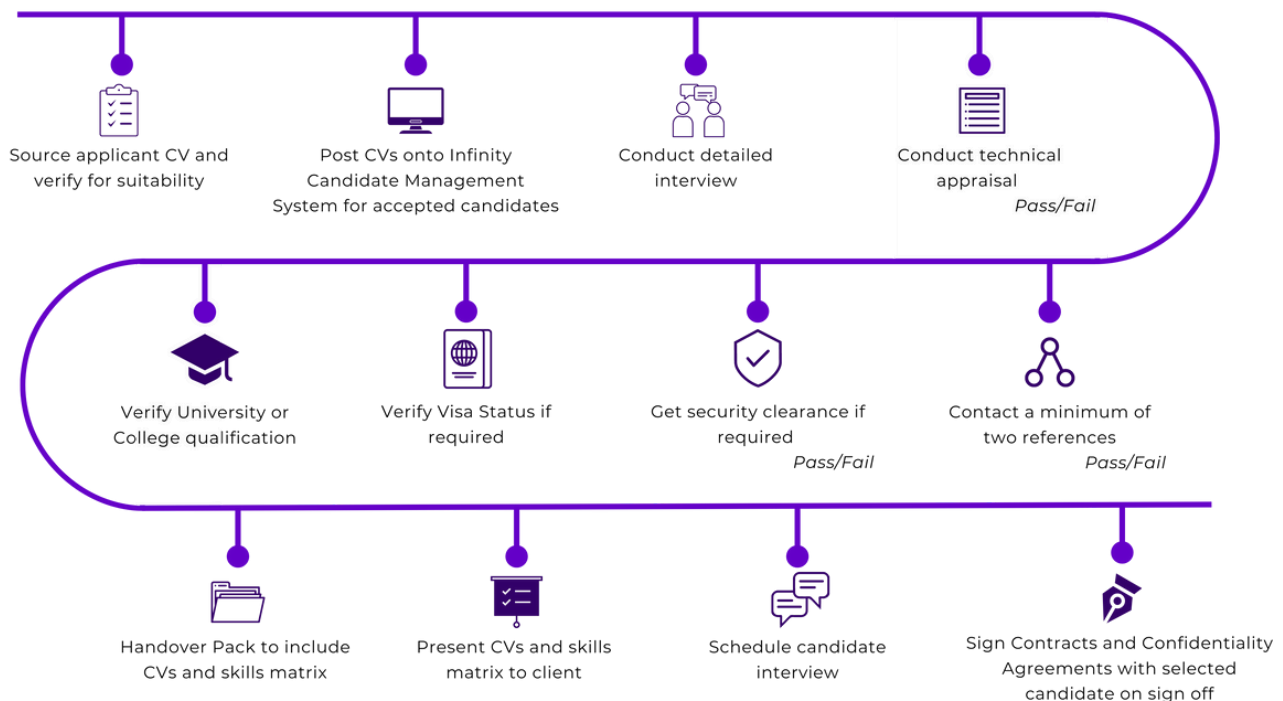 Source applicant CV and
verify for suitability
Post CVs onto Infinity
Candidate Management
System for accepted candidates
Conduct detailed
interview
Conduct technical
appraisal
Pass/Fail
Verify University or
College qualification
Verify Visa Status if
required
Get security clearance if
required
Pass/Fail
Contact a minimum of
two references
Pass/Fail
Handover Pack to include
CVs and skills matrix
Present CVs and skills
matrix to client
Schedule candidate
interview
Sign Contracts and Confidentiality
Agreements with selected
candidate on sign off